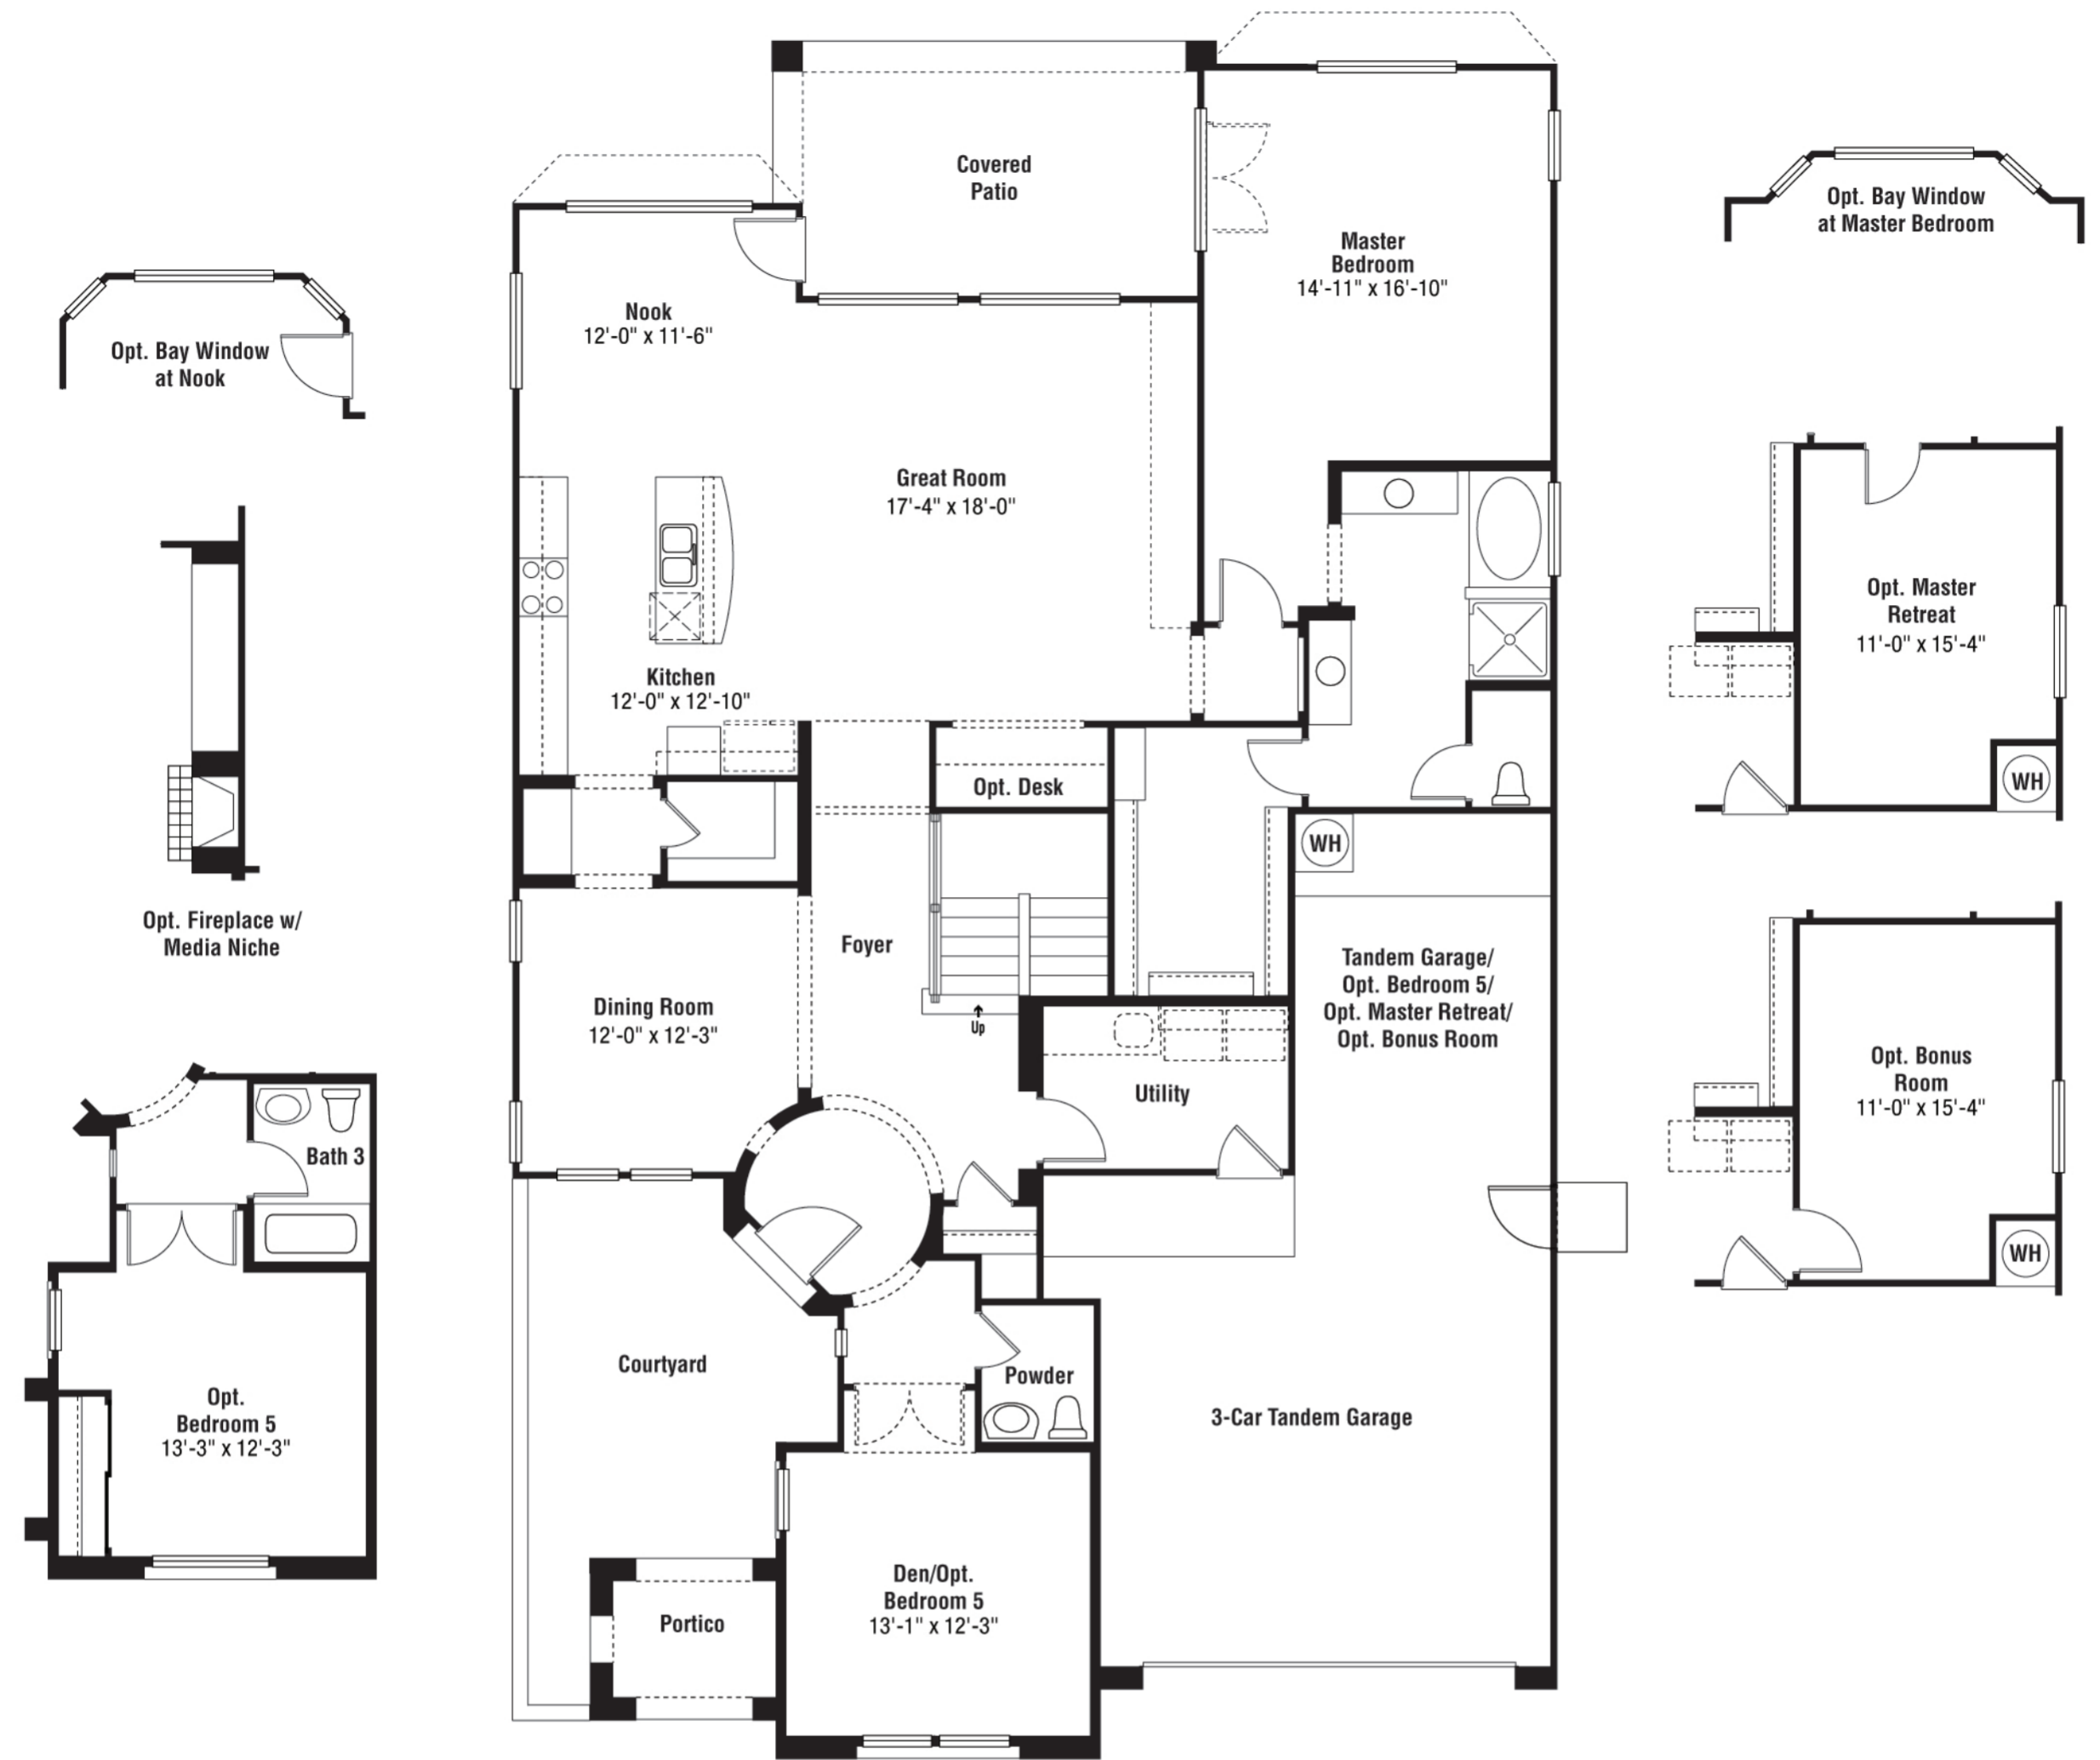 Covered
Patio
Master
Bedroom
14'-11" x 16'-10"
Opt. Bay Window
at Master Bedroom
Nook
12'-0" x 11'-6"
Opt. Bay Window
at Nook
Great Room
17'-4" x 18'-0"
Kitchen
12'-0" x 12'-10"
Opt. Master
Retreat
11'-0" x 15'-4"
WH
Opt. Desk
WH
Opt. Fireplace w/
Media Niche
Foyer
Dining Room
12'-0" x 12'-3"
Up
Tandem Garage/
Opt. Bedroom 5/
Opt. Master Retreat/
Opt. Bonus Room
Utility
Opt. Bonus
Room
11'-0" x 15'-4"
WH
Bath 3
Opt.
Bedroom 5
13'-3" x 12'-3"
Courtyard
Powder
3-Car Tandem Garage
Portico
Den/Opt.
Bedroom 5
13'-1" x 12'-3"